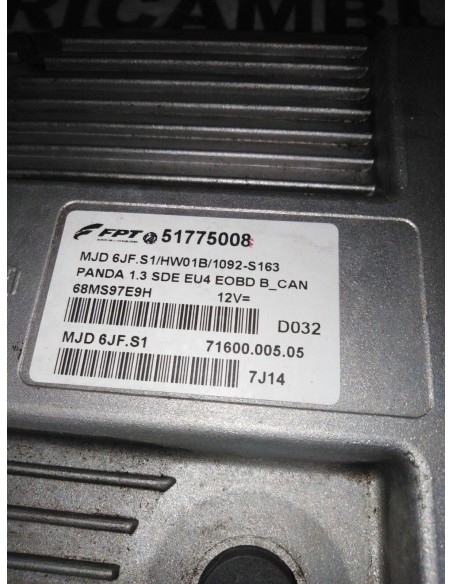 RICAMBI
FPT 51775008
MJD 6JF.S1/HW01B/1092-S163
PANDA 1.3 SDE EU4 EOBD B_CAN
68MS97E9H 12V=
D032
MJD 6JF.S1 71600.005.05
7J14